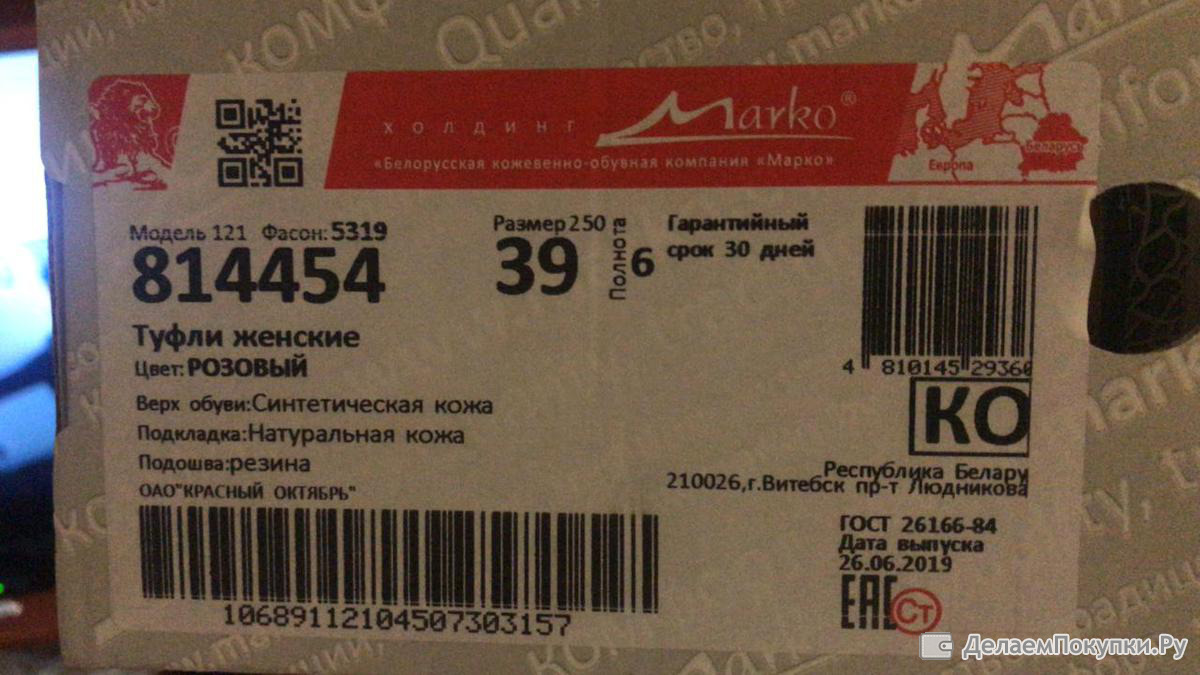 ХОЛДИНГ Marko®
«Белорусская кожевенно-обувная компания «Марко»
Европа
Беларусь
Модель 121 Фасон:5319
814454
Размер 250
39
Полнота 6
Гарантийный
срок 30 дней
Туфли женские
Цвет:РОЗОВЫЙ
4 810145 29360
КО
Верх обуви:Синтетическая кожа
Подкладка:Натуральная кожа
Подошва:резина
ОАО"КРАСНЫЙ ОКТЯБРЬ"
Республика Белару
210026,г.Витебск пр-т Людникова
ГОСТ 26166-84
Дата выпуска
26.06.2019
ЕАС Ст
106891121045073031​57
ДелаемПокупки.Ру